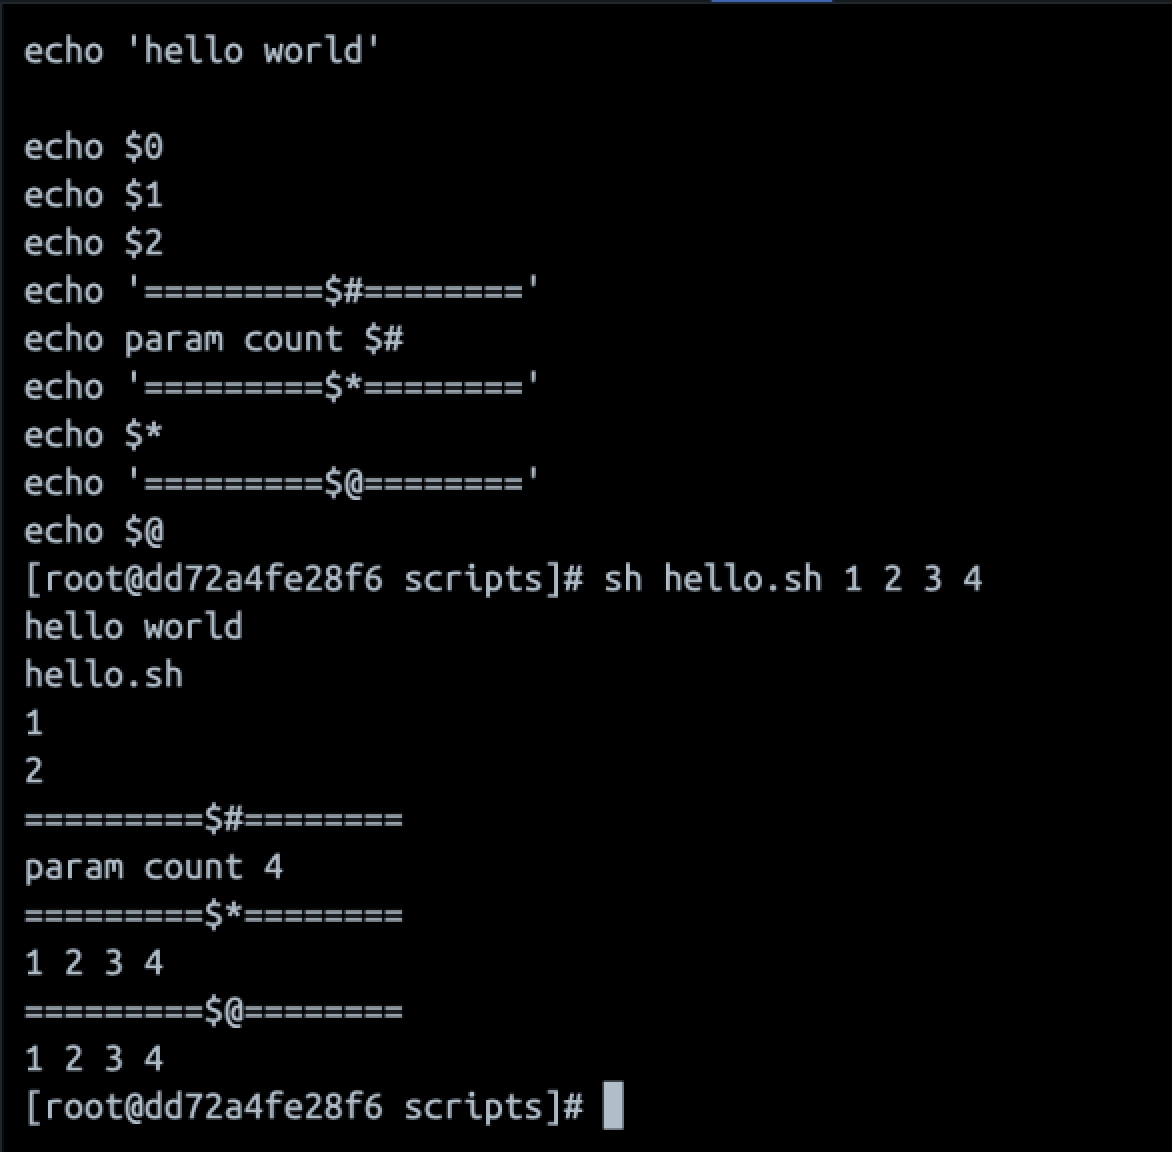 echo 'hello world'
echo $0
echo $1
echo $2
echo '=========$#========'
echo param count $#
echo '=========$*========'
echo $*
echo '=========$@========'
echo $@
[root@dd72a4fe28f6 scripts]# sh hello.sh 1 2 3 4
hello world
hello.sh
1
2
=========$#========
param count 4
=========$*========
1 2 3 4
=========$@========
1 2 3 4
[root@dd72a4fe28f6 scripts]#